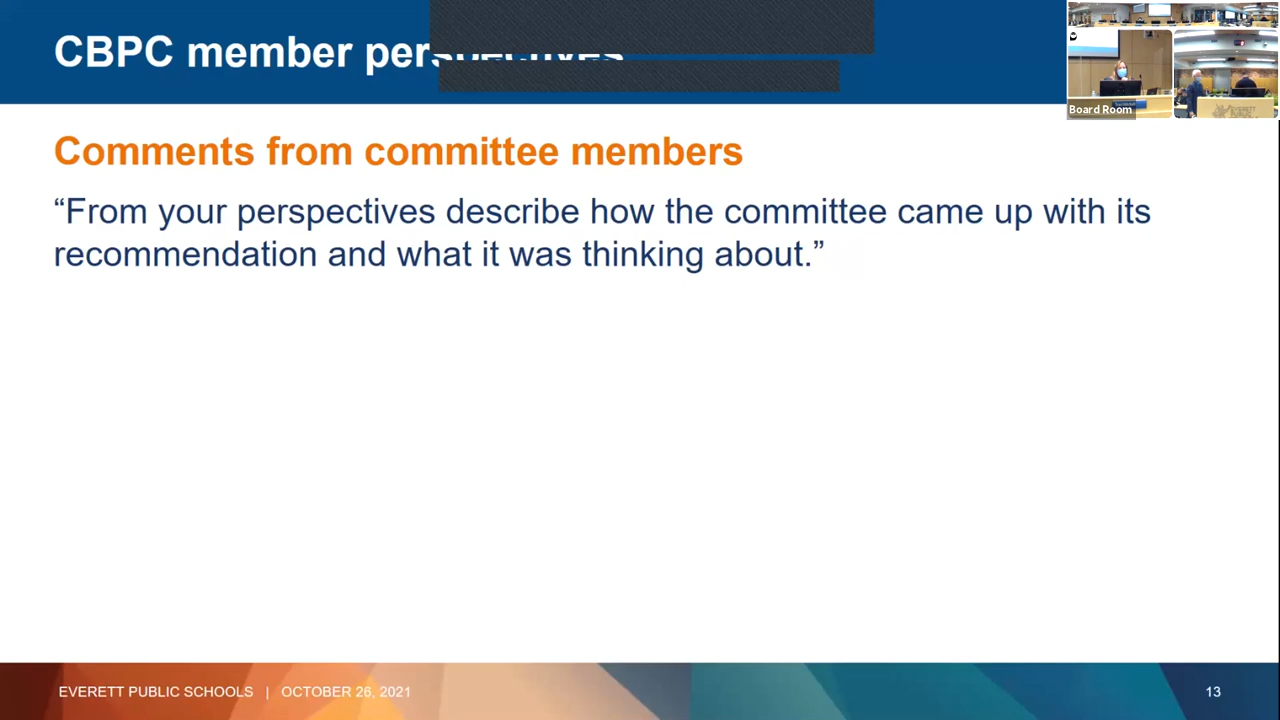 CBPC member perspectives
Comments from committee members
“From your perspectives describe how the committee came up with its
recommendation and what it was thinking about.”
EVERETT PUBLIC SCHOOLS | OCTOBER 26, 2021
13
Board Room
EVERETT